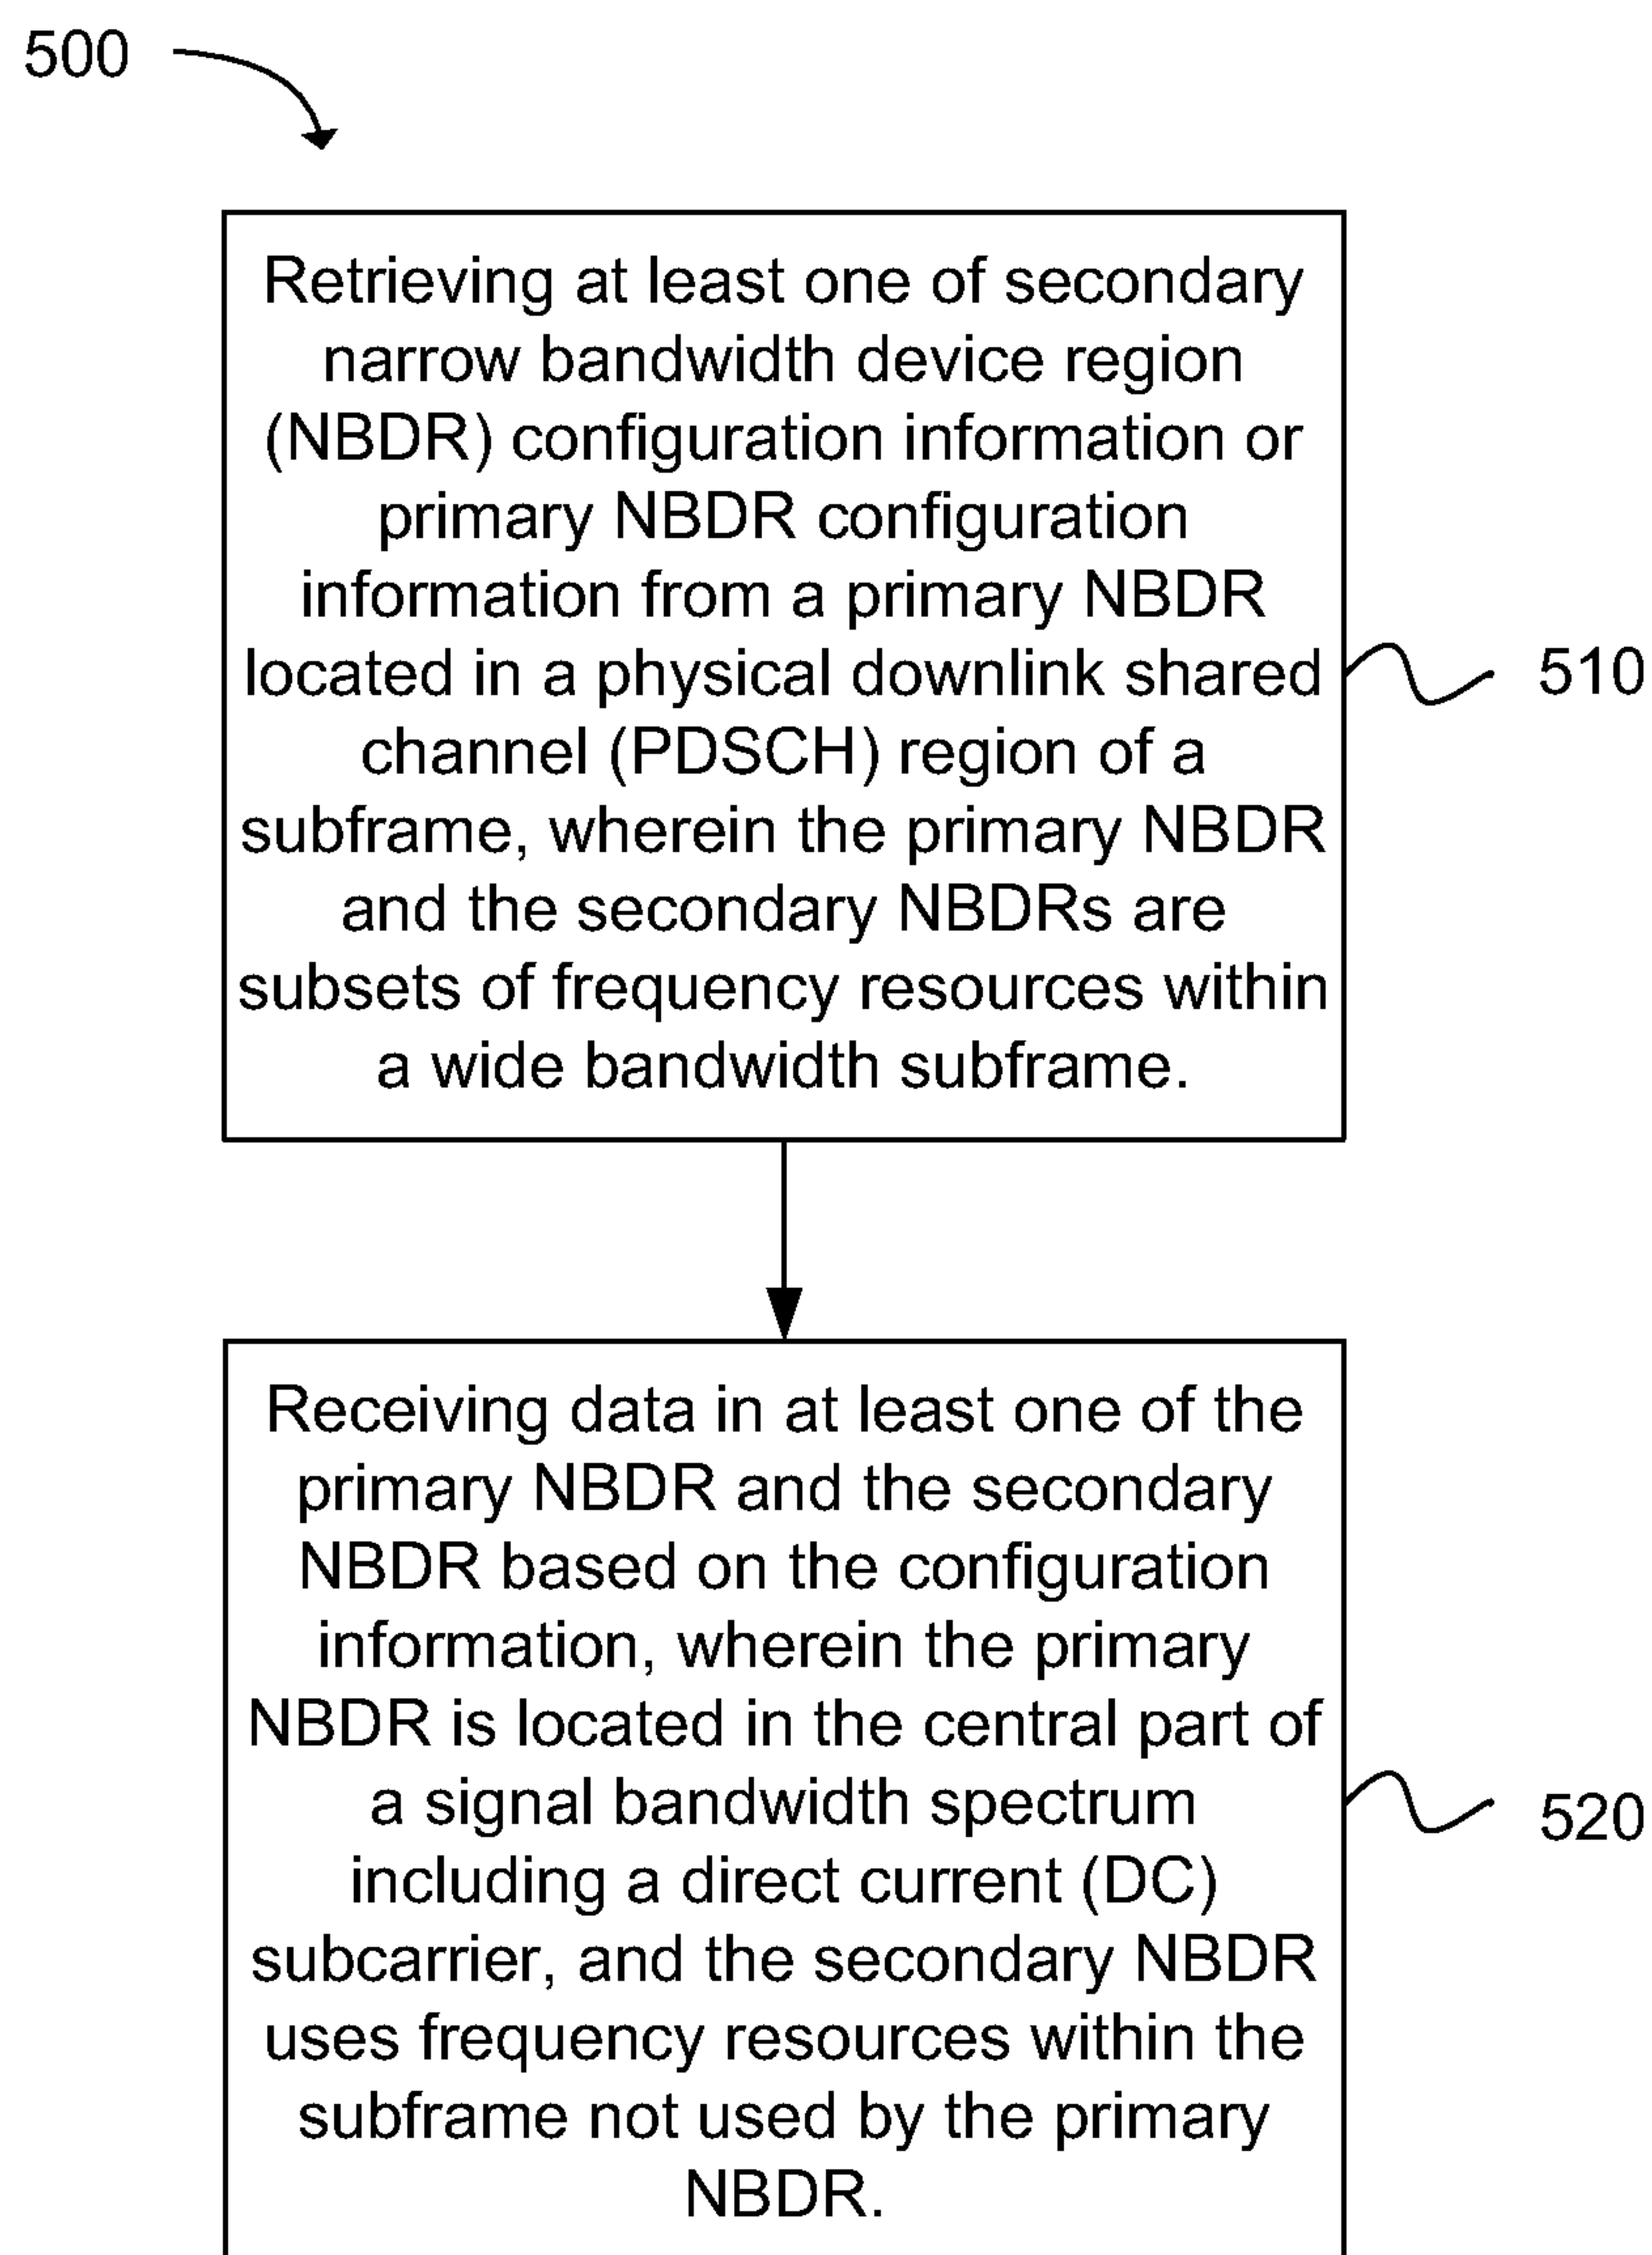 500
Retrieving at least one of secondary
narrow bandwidth device region
(NBDR) configuration information or
primary NBDR configuration
information from a primary NBDR
located in a physical downlink shared
channel (PDSCH) region of a
subframe, wherein the primary NBDR
and the secondary NBDRs are
subsets of frequency resources within
a wide bandwidth subframe.
510
Receiving data in at least one of the
primary NBDR and the secondary
NBDR based on the configuration
information, wherein the primary
NBDR is located in the central part of
a signal bandwidth spectrum
including a direct current (DC)
subcarrier, and the secondary NBDR
uses frequency resources within the
subframe not used by the primary
NBDR.
520